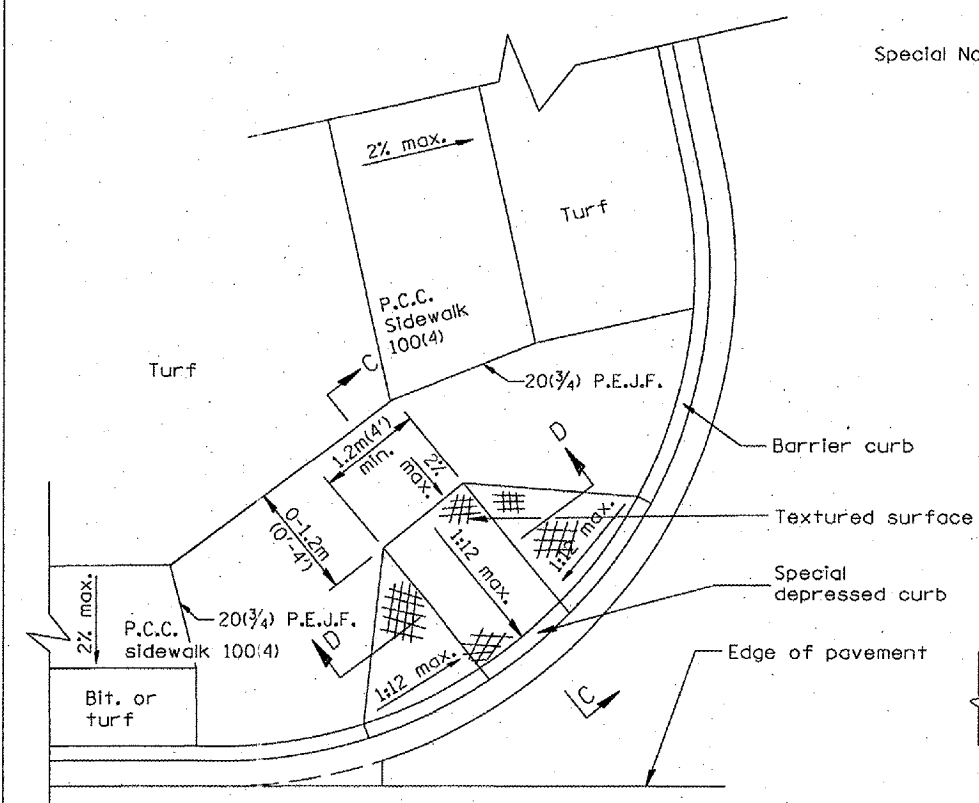 Special No
2% max.
Turf
P.C.C.
Sidewalk
100(4)
Turf
C
20(3/4) P.E.J.F.
1.2m(4')
min.
2%
max.
D
Barrier curb
0-1.2m
(0'-4')
Textured surface
1:12 max.
1:12 max.
Special
depressed curb
2% max.
P.C.C.
sidewalk 100(4)
20(3/4) P.E.J.F.
D
1:12 max.
Edge of pavement
Bit. or
turf
C